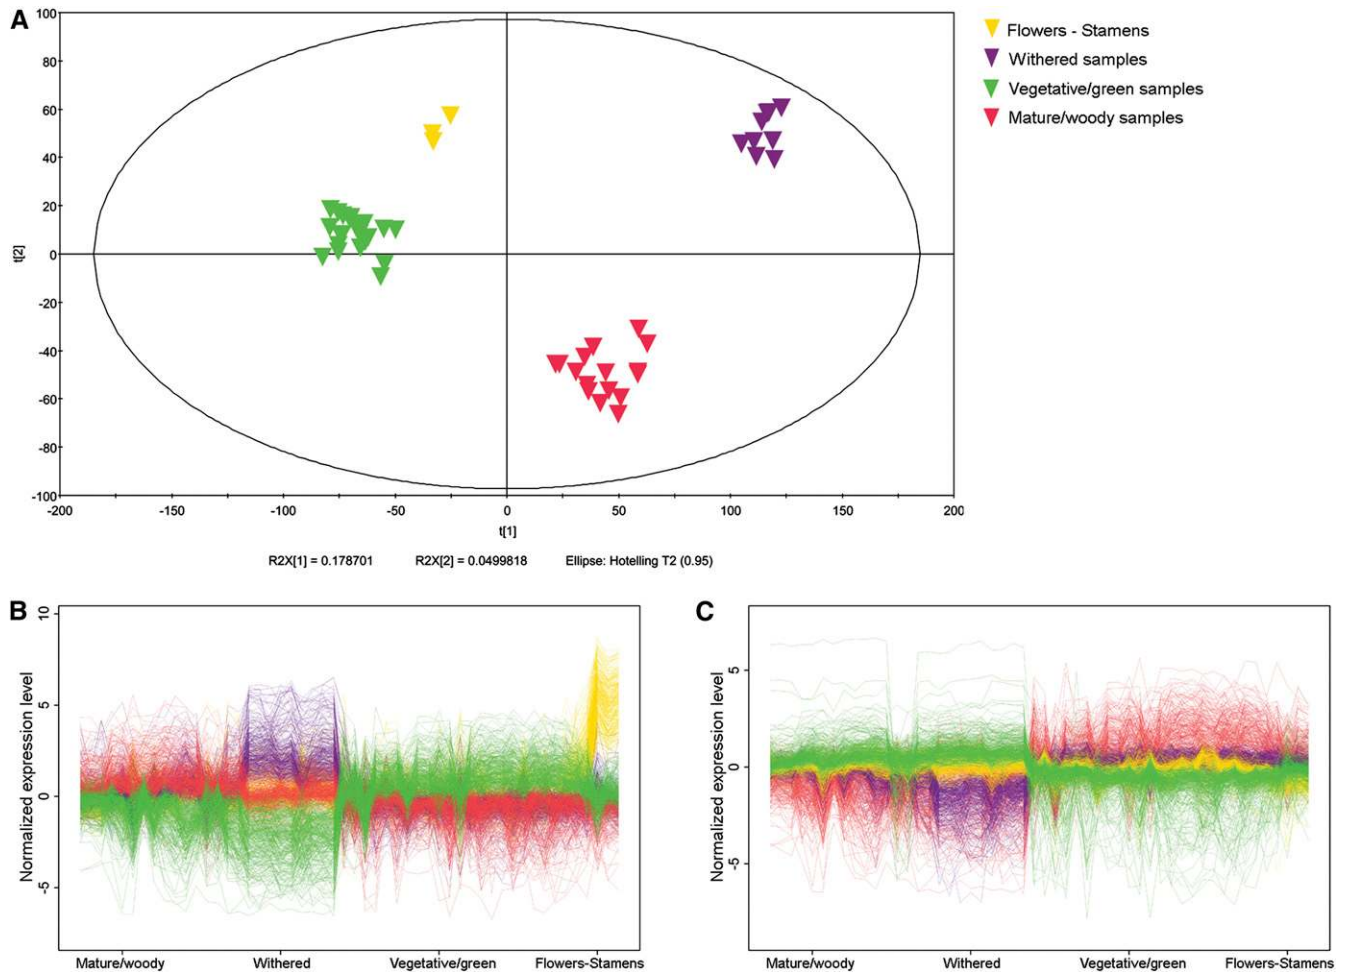 A
100
80
60
40
20
0
-20
-40
-60
-80
-100
t[2]
-200
-150
-100
-50
0
50
100
150
200
t[1]
R2X[1] = 0.178701
R2X[2] = 0.0499818
Ellipse: Hotelling T2 (0.95)
Flowers - Stamens
Withered samples
Vegetative/green samples
Mature/woody samples
B
Normalized expression level
10
5
0
-5
Mature/woody
Withered
Vegetative/green
Flowers-Stamens
C
Normalized expression level
5
0
-5
Mature/woody
Withered
Vegetative/green
Flowers-Stamens